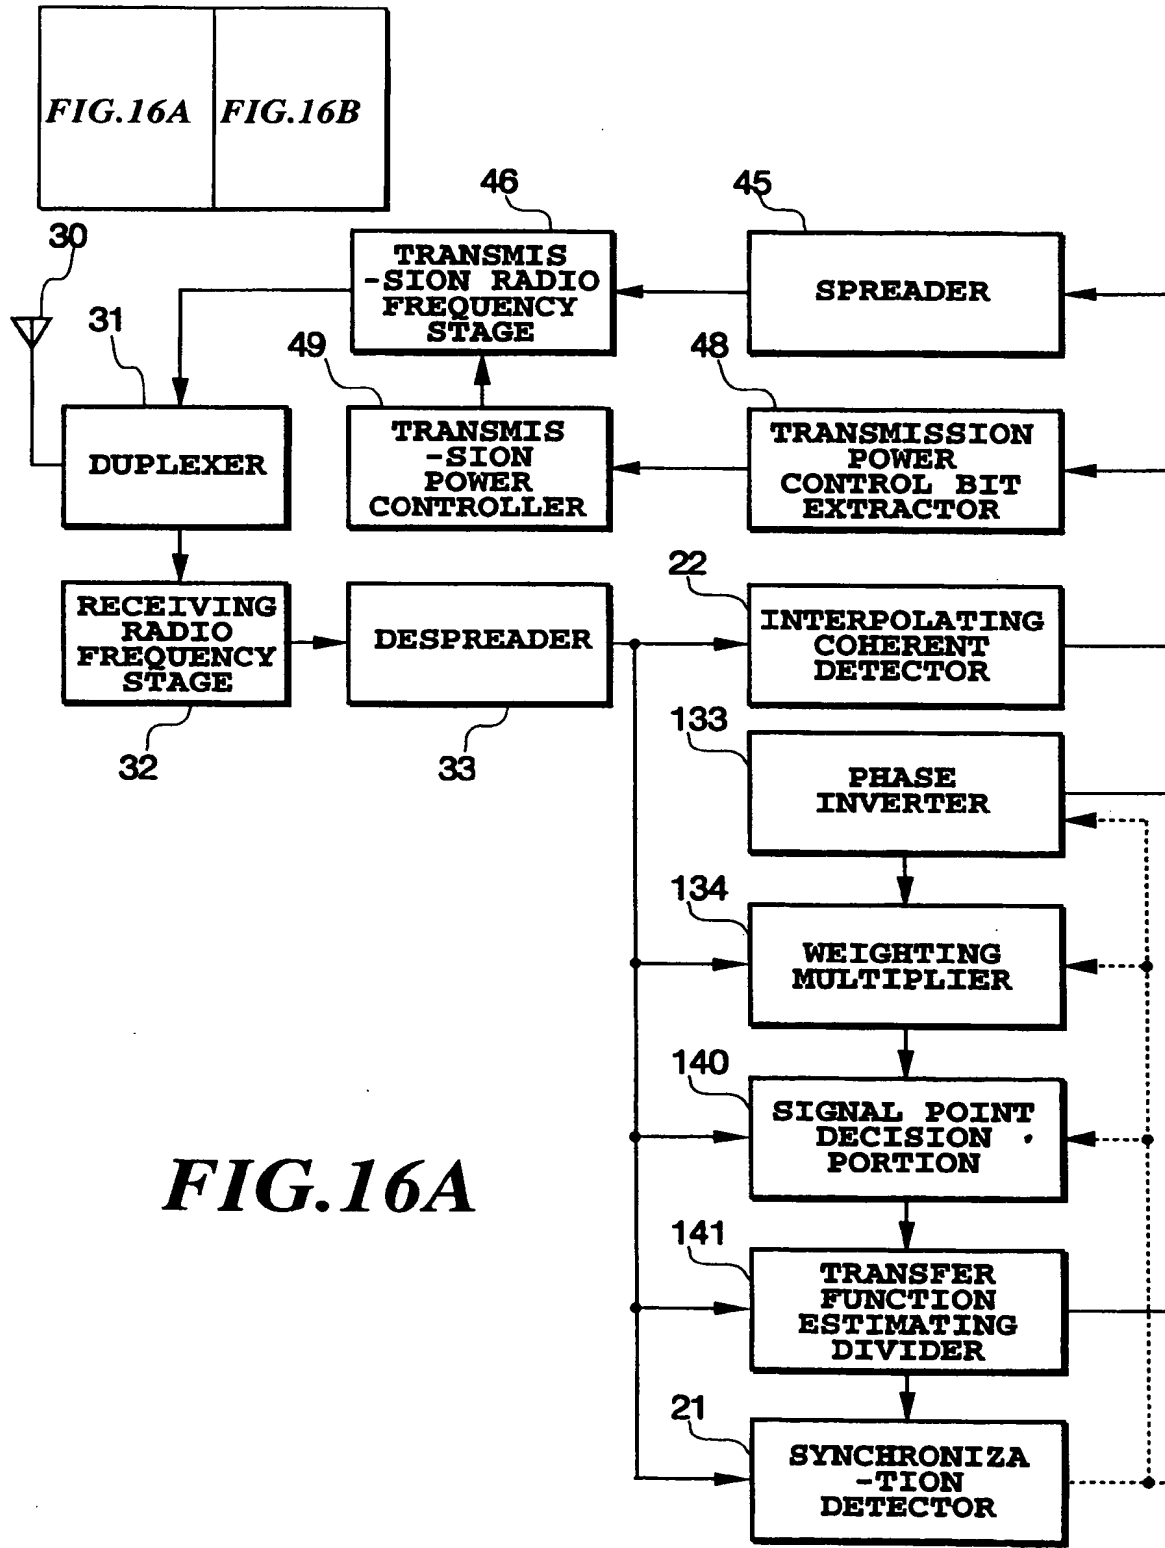 FIG.16A FIG.16B
46
45
TRANSMIS
-SION RADIO
FREQUENCY
STAGE
SPREADER
30
31
49
48
DUPLEXER
TRANSMIS
-SION
POWER
CONTROLLER
TRANSMISSION
POWER
CONTROL BIT
EXTRACTOR
22
RECEIVING
RADIO
FREQUENCY
STAGE
DESPREADER
INTERPOLATING
COHERENT
DETECTOR
32
33
133
PHASE
INVERTER
134
WEIGHTING
MULTIPLIER
140
SIGNAL POINT
DECISION
PORTION
FIG.16A
141
TRANSFER
FUNCTION
ESTIMATING
DIVIDER
21
SYNCHRONIZA
-TION
DETECTOR